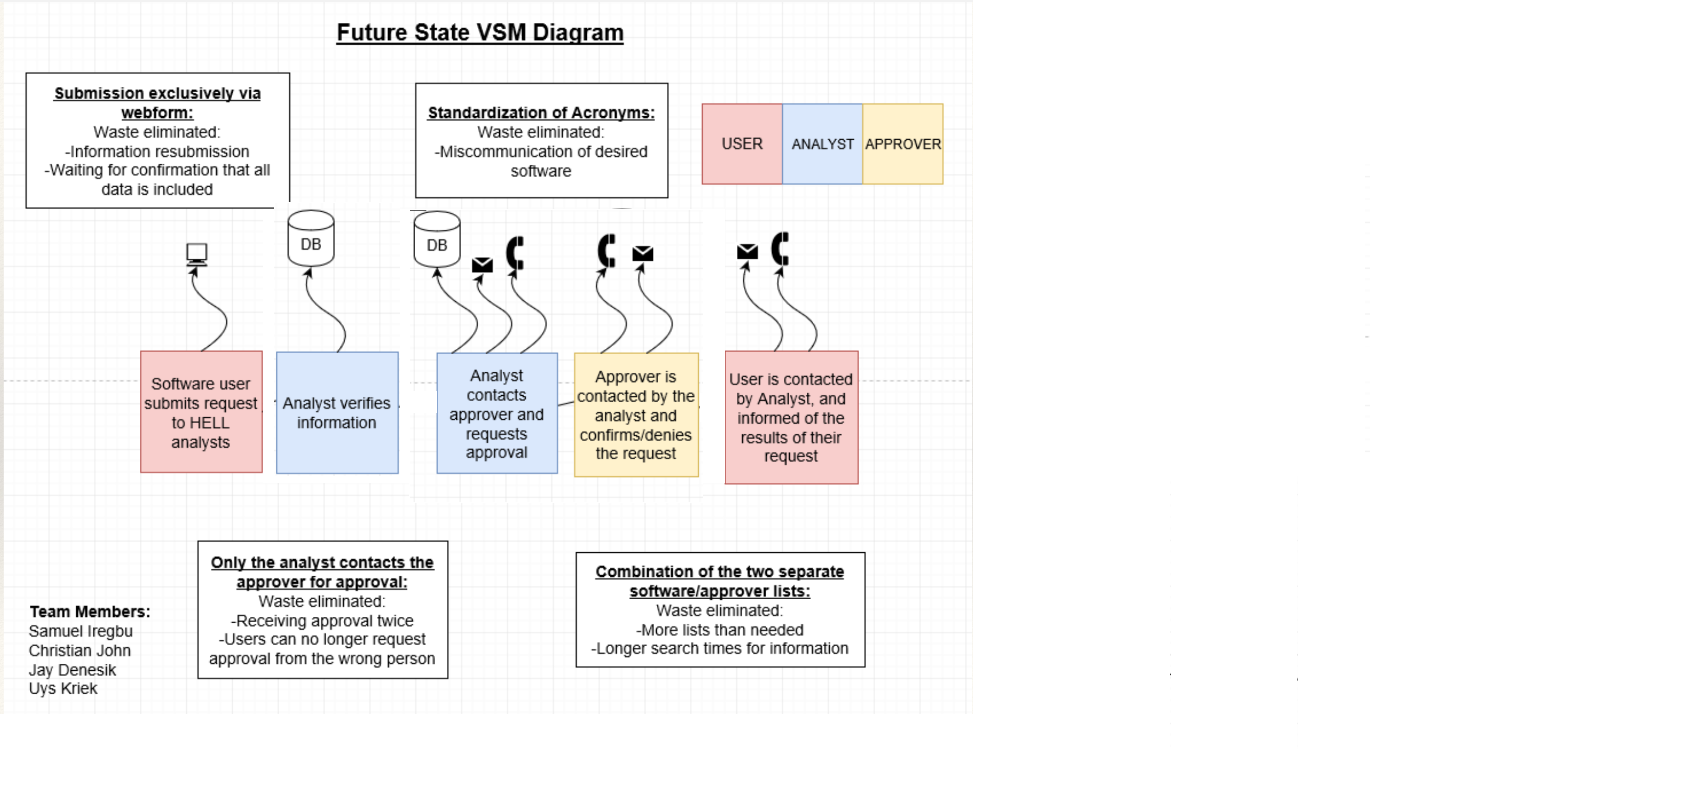 Future State VSM Diagram
Submission exclusively via
webform:
Waste eliminated:
-Information resubmission
-Waiting for confirmation that all
data is included
Standardization of Acronyms:
Waste eliminated:
-Miscommunication of desired
software
USER
ANALYST
APPROVER
DB
DB
Software user
submits request
to HELL
analysts
Analyst verifies
information
Analyst
contacts
approver and
requests
approval
Approver is
contacted by the
analyst and
confirms/denies
the request
User is contacted
by Analyst, and
informed of the
results of their
request
Only the analyst contacts the
approver for approval:
Waste eliminated:
-Receiving approval twice
-Users can no longer request
approval from the wrong person
Combination of the two separate
software/approver lists:
Waste eliminated:
-More lists than needed
-Longer search times for information
Team Members:
Samuel Iregbu
Christian John
Jay Denesik
Uys Kriek